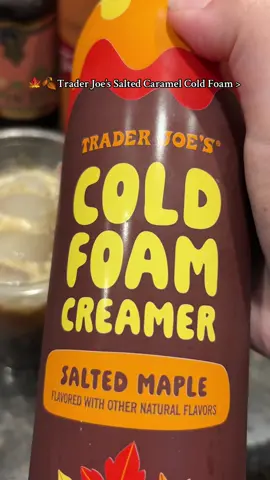 🍁🍂 Trader Joe's Salted Caramel Cold Foam >
TRADER JOE'S®
COLD
FOAM
CREAMER
SALTED MAPLE
FLAVORED WITH OTHER NATURAL FLAVORS